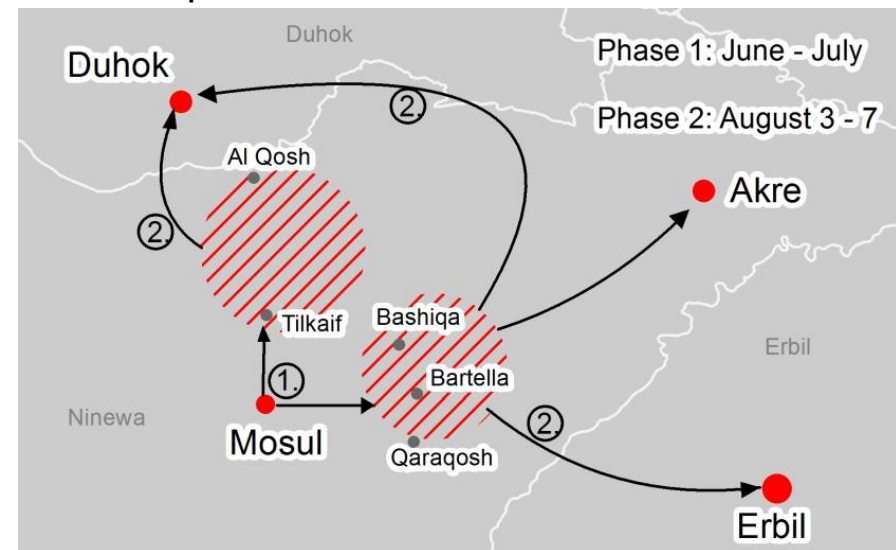 Duhok
Duhok
Phase 1: June - July
Phase 2: August 3 - 7
2.
Al Qosh
Akre
2.
Tilkaif
Bashiqa
Erbil
1.
Bartella
Ninewa
Mosul
2.
Qaraqosh
Erbil